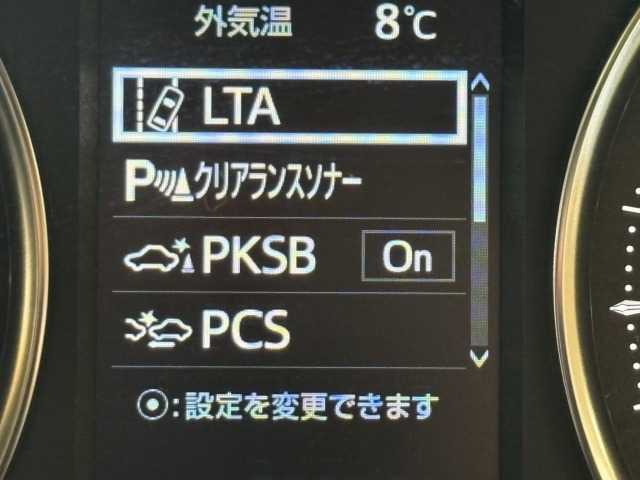 外気温 8℃
LTA
P クリアランスソナー
PKSB On
PCS
⦿:設定を変更できます